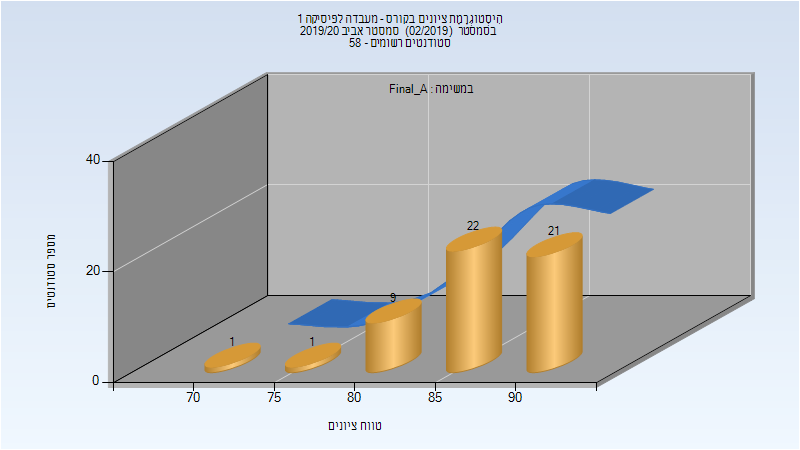 היסטוגרמת ציונים בקורס - מעבדה לפיסיקה 1
בסמסטר (02/2019) סמסטר אביב 2019/20
סטודנטים רשומים - 58
במשימה : Final_A
40
20
0
מספר סטודנטים
1
1
9
22
21
70
75
80
85
90
טווח ציונים